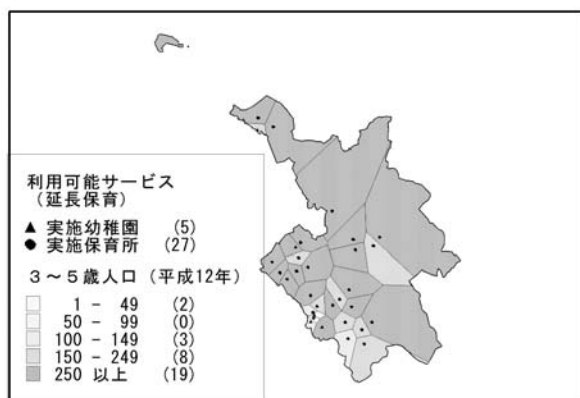 利用可能サービス
(延長保育)
▲ 実施幼稚園 (5)
● 実施保育所 (27)
3~5歳人口 (平成12年)
1 - 49 (2)
50 - 99 (0)
100 - 149 (3)
150 - 249 (8)
250 以上 (19)